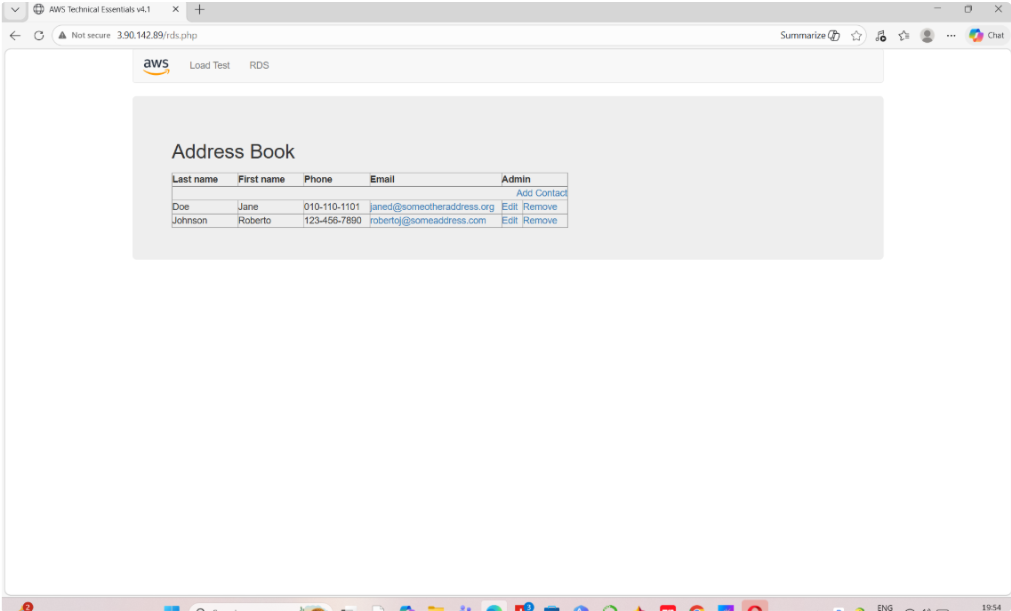 AWS Technical Essentials v4.1
Not secure 3.90.142.89/rds.php Summarize Chat
aws Load Test RDS
Address Book
Last name First name Phone Email Admin
Add Contact
Doe Jane 010-110-1101 janed@someotheraddress.org Edit Remove
Johnson Roberto 123-456-7890 robertoj@someaddress.com Edit Remove
2 3 ENG 19:54